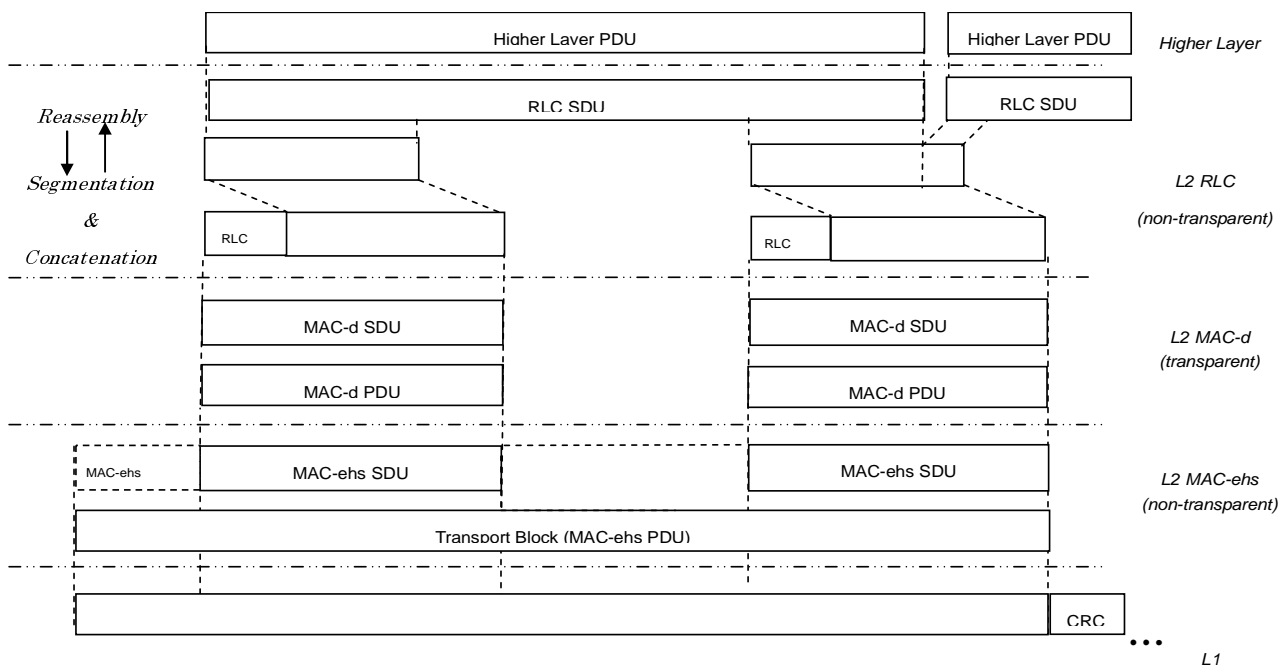 Higher Layer PDU
Higher Layer PDU
Higher Layer
RLC SDU
RLC SDU
Reassembly
Segmentation
&
Concatenation
L2 RLC
(non-transparent)
RLC
RLC
MAC-d SDU
MAC-d SDU
L2 MAC-d
(transparent)
MAC-d PDU
MAC-d PDU
MAC-ehs
MAC-ehs SDU
MAC-ehs SDU
L2 MAC-ehs
(non-transparent)
Transport Block (MAC-ehs PDU)
CRC
•••
L1